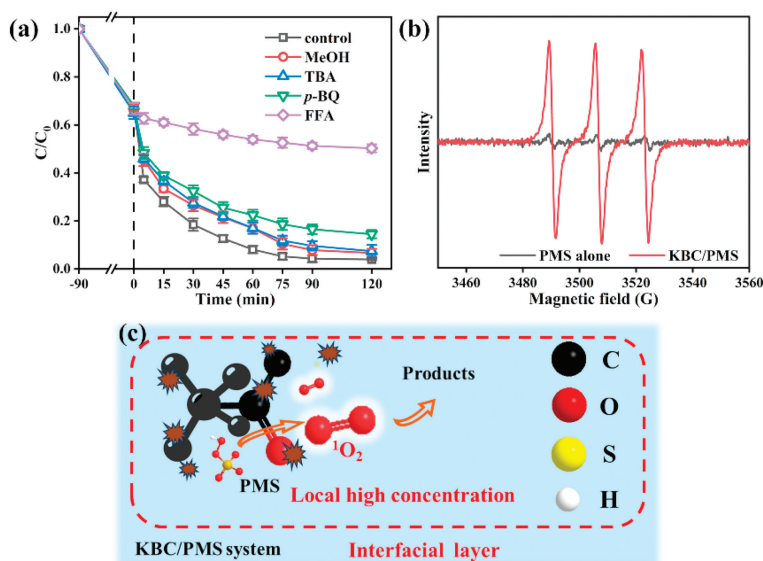 (a)
C/C0
1.0
0.8
0.6
0.4
0.2
0.0
control
MeOH
TBA
p-BQ
FFA
-90
0
15
30
45
60
75
90
120
Time (min)
(b)
Intensity
PMS alone
KBC/PMS
3460
3480
3500
3520
3540
3560
Magnetic field (G)
(c)
C
Products
O
¹O₂
S
PMS
Local high concentration
H
KBC/PMS system
Interfacial layer